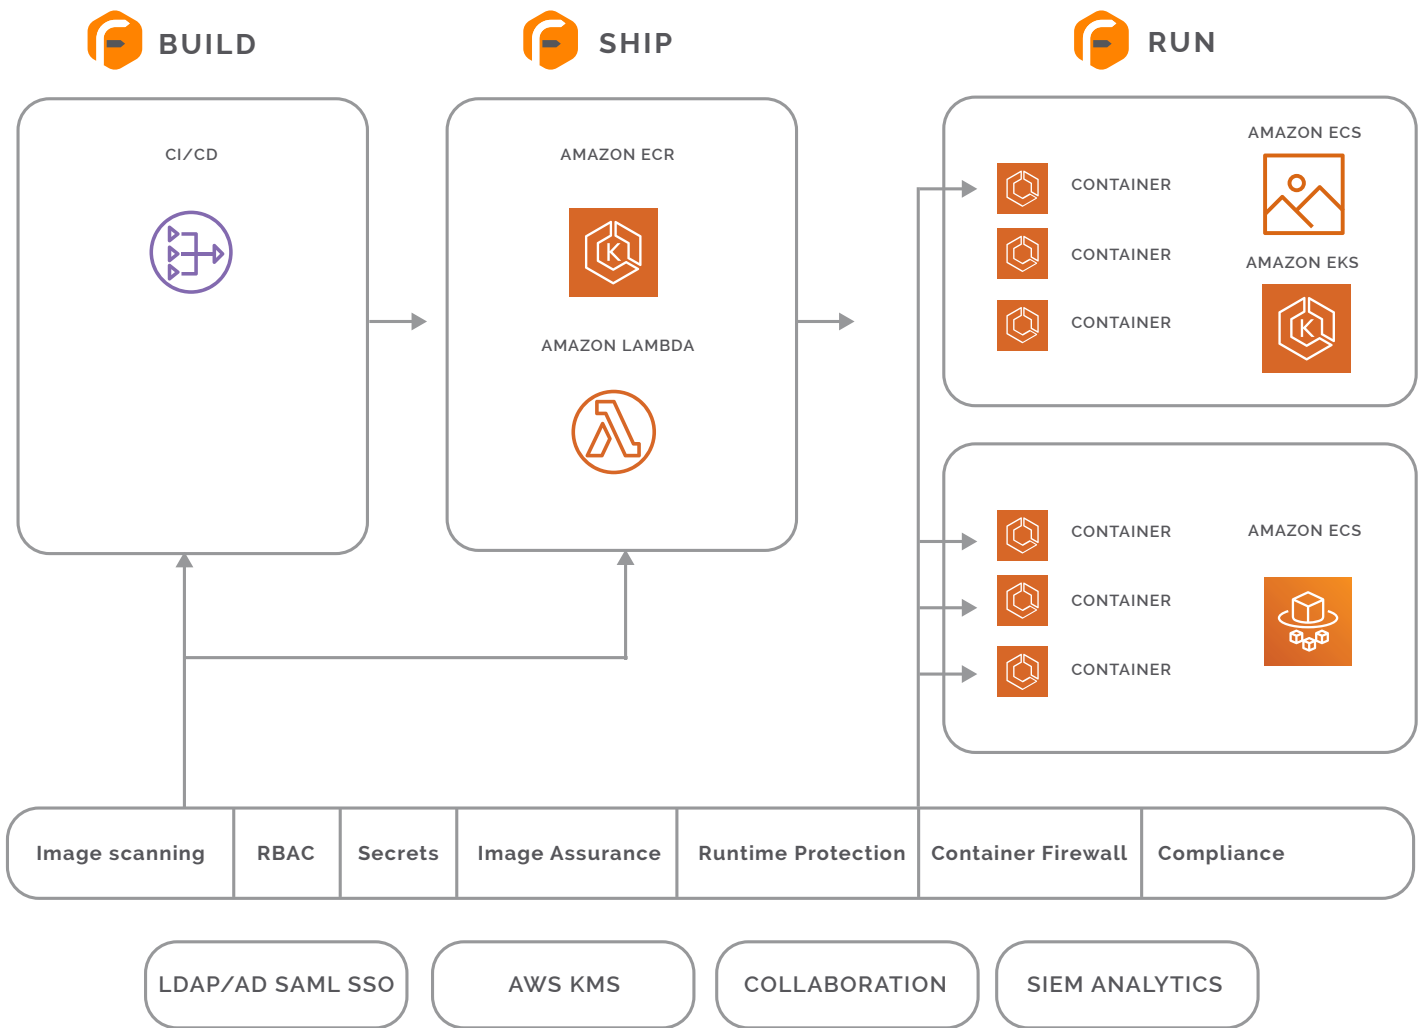 BUILD
SHIP
RUN
CI/CD
AMAZON ECR
K
AMAZON LAMBDA
CONTAINER
CONTAINER
CONTAINER
AMAZON ECS
AMAZON EKS
K
CONTAINER
CONTAINER
CONTAINER
AMAZON ECS
Image scanning
RBAC
Secrets
Image Assurance
Runtime Protection
Container Firewall
Compliance
LDAP/AD SAML SSO
AWS KMS
COLLABORATION
SIEM ANALYTICS